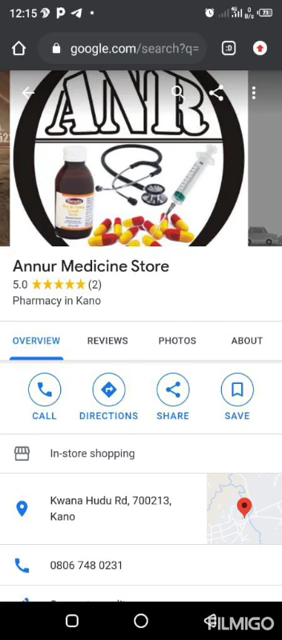 12:15
google.com/search?q=
:D
ANR
Annur Medicine Store
5.0 (2)
Pharmacy in Kano
OVERVIEW REVIEWS PHOTOS ABOUT
CALL DIRECTIONS SHARE SAVE
In-store shopping
Kwana Hudu Rd, 700213,
Kano
0806 748 0231
FILMIGO